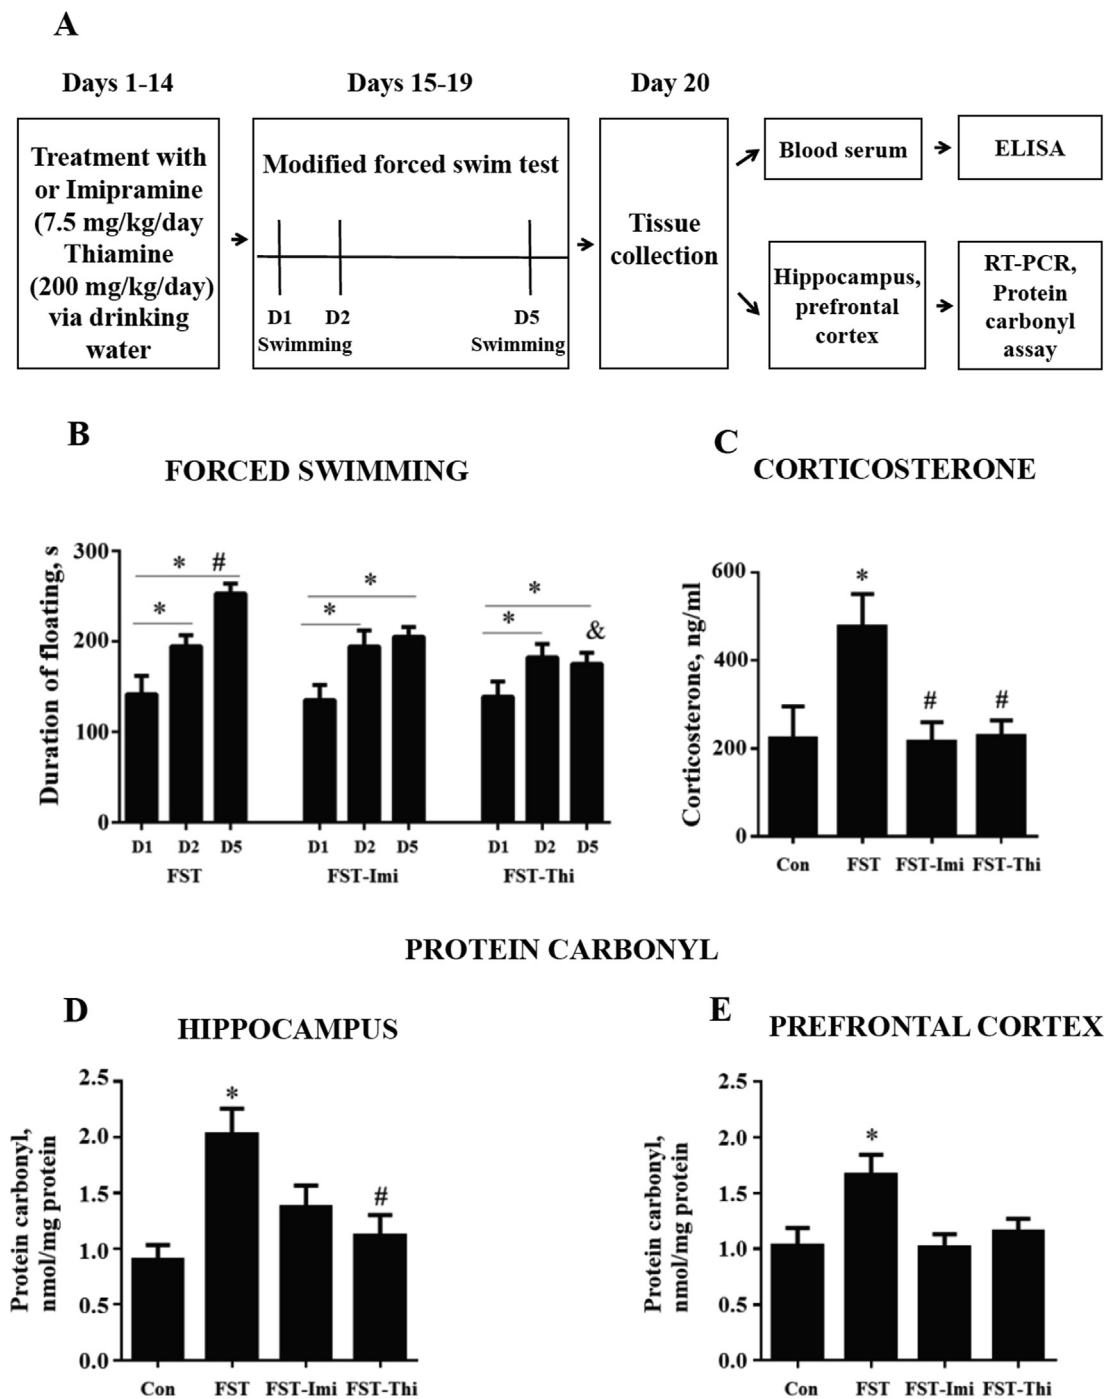 A
Days 1-14
Days 15-19
Day 20
Treatment with
or Imipramine
(7.5 mg/kg/day
Thiamine
(200 mg/kg/day)
via drinking
water
Modified forced swim test
D1 D2 D5
Swimming Swimming
Tissue
collection
Blood serum
ELISA
Hippocampus,
prefrontal
cortex
RT-PCR,
Protein
carbonyl
assay
B
FORCED SWIMMING
Duration of floating, s
300
200
100
0
* * #
* *
* * &
D1 D2 D5 D1 D2 D5 D1 D2 D5
FST FST-Imi FST-Thi
C
CORTICOSTERONE
Corticosterone, ng/ml
600
400
200
0
* # #
Con FST FST-Imi FST-Thi
PROTEIN CARBONYL
D
HIPPOCAMPUS
Protein carbonyl,
nmol/mg protein
2.5
2.0
1.5
1.0
0.5
0.0
* #
Con FST FST-Imi FST-Thi
E
PREFRONTAL CORTEX
Protein carbonyl,
nmol/mg protein
2.5
2.0
1.5
1.0
0.5
0.0
*
Con FST FST-Imi FST-Thi